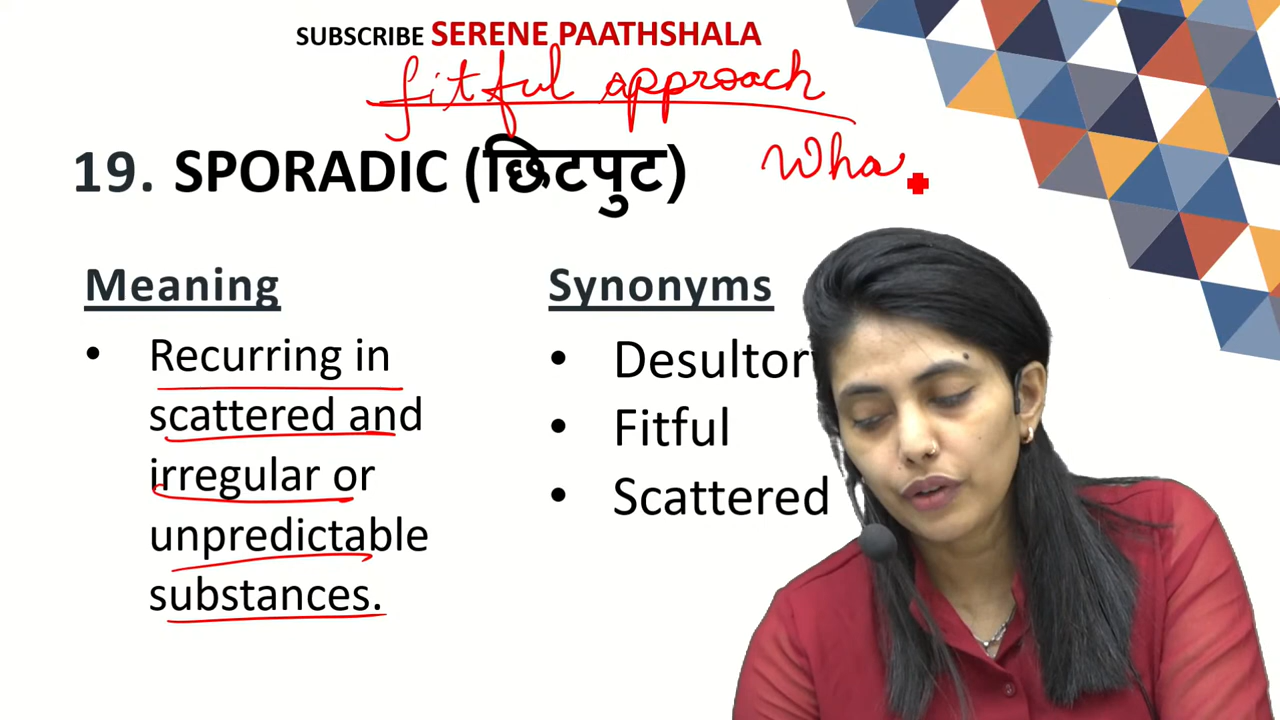 SUBSCRIBE SERENE PAATHSHALA
fitful approach
19. SPORADIC (छिटपुट)
Wha
Meaning
• Recurring in
scattered and
irregular or
unpredictable
substances.
Synonyms
• Desultory
• Fitful
• Scattered